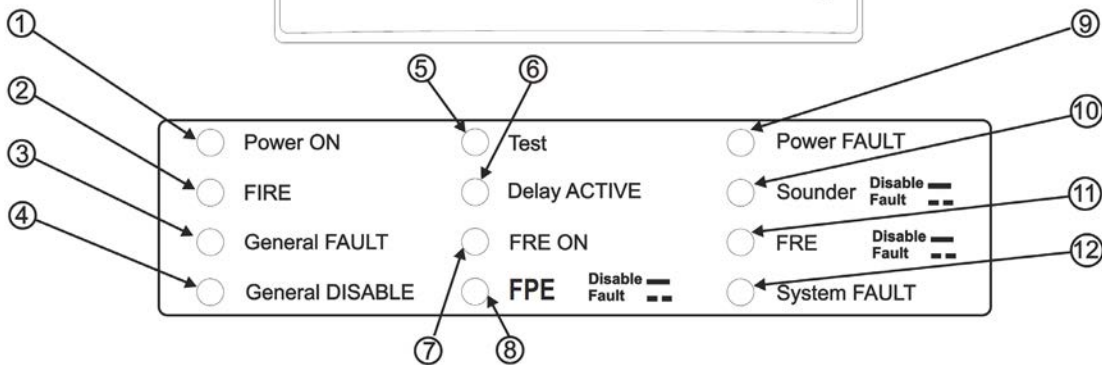 ① ⑨
⑤ ⑥
② ⑩
① Power ON Test Power FAULT
③ ⑪
FIRE Delay ACTIVE Sounder Disable
Fault
④ General FAULT FRE ON FRE Disable
Fault
⑫
General DISABLE FPE Disable
Fault System FAULT
⑦ ⑧